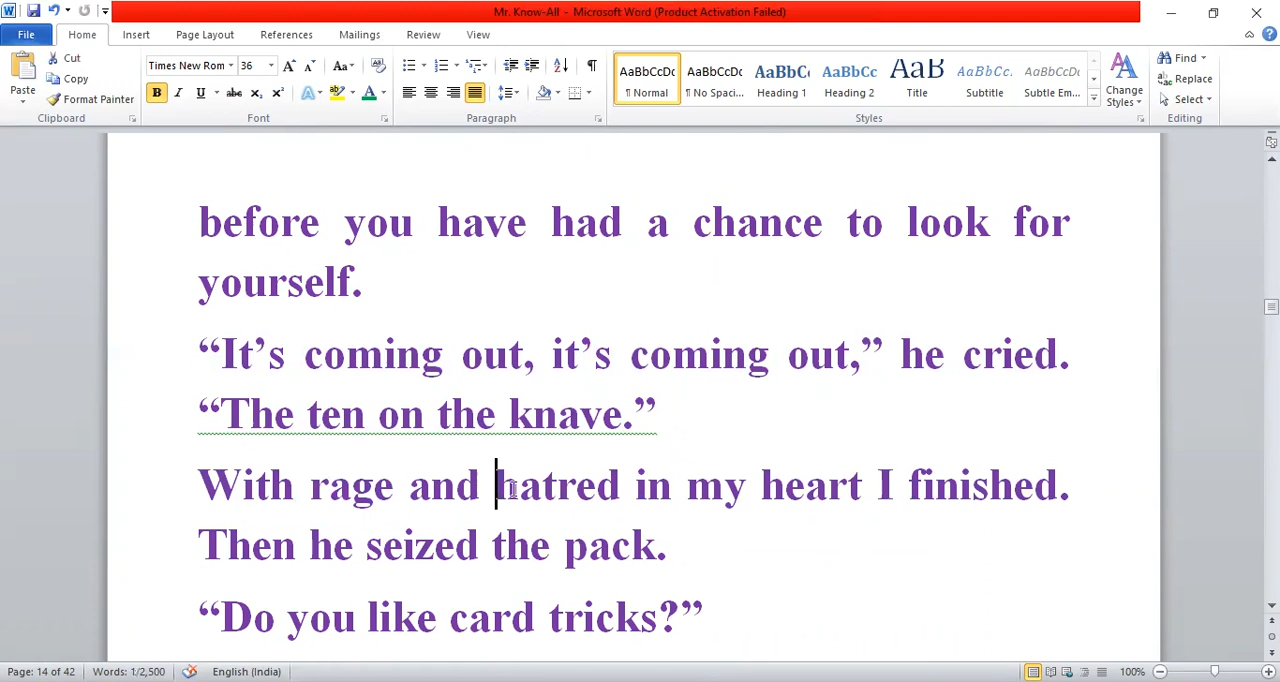 Mr. Know-All - Microsoft Word (Product Activation Failed)
File Home Insert Page Layout References Mailings Review View
Paste Cut Copy Format Painter
Clipboard
Times New Rom 36
Font
Paragraph
AaBbCcDc AaBbCcDc AaBbC AaBbCc AaB AaBbCc. AaBbCcDc
¶ Normal ¶ No Spaci... Heading 1 Heading 2 Title Subtitle Subtle Em...
Change Styles
Styles
Find
Replace
Select
Editing
before you have had a chance to look for
yourself.
“It’s coming out, it’s coming out,” he cried.
“The ten on the knave.”
With rage and hatred in my heart I finished.
Then he seized the pack.
“Do you like card tricks?”
Page: 14 of 42 Words: 1/2,500 English (India) 100%